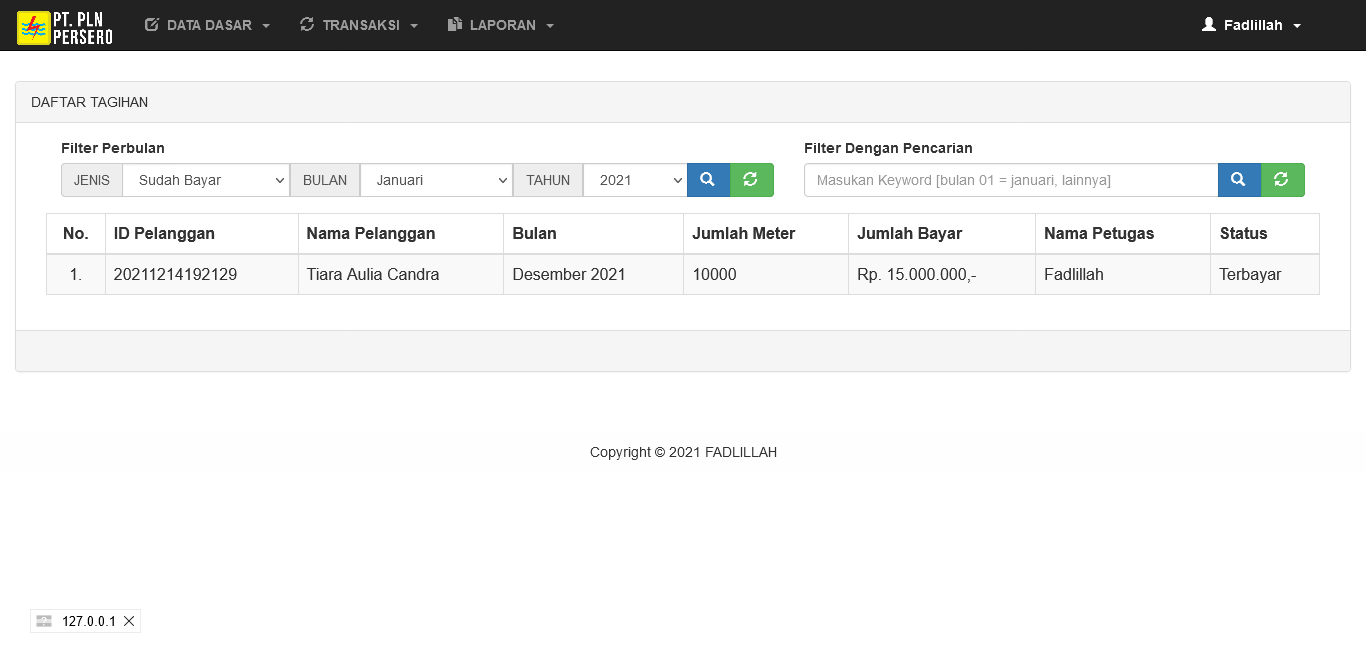 PT. PLN
PERSERO
DATA DASAR
TRANSAKSI
LAPORAN
Fadlillah
DAFTAR TAGIHAN
Filter Perbulan
Filter Dengan Pencarian
JENIS Sudah Bayar BULAN Januari TAHUN 2021
Masukan Keyword [bulan 01 = januari, lainnya]
No. ID Pelanggan Nama Pelanggan Bulan Jumlah Meter Jumlah Bayar Nama Petugas Status
1. 20211214192129 Tiara Aulia Candra Desember 2021 10000 Rp. 15.000.000,- Fadlillah Terbayar
Copyright © 2021 FADLILLAH
127.0.0.1